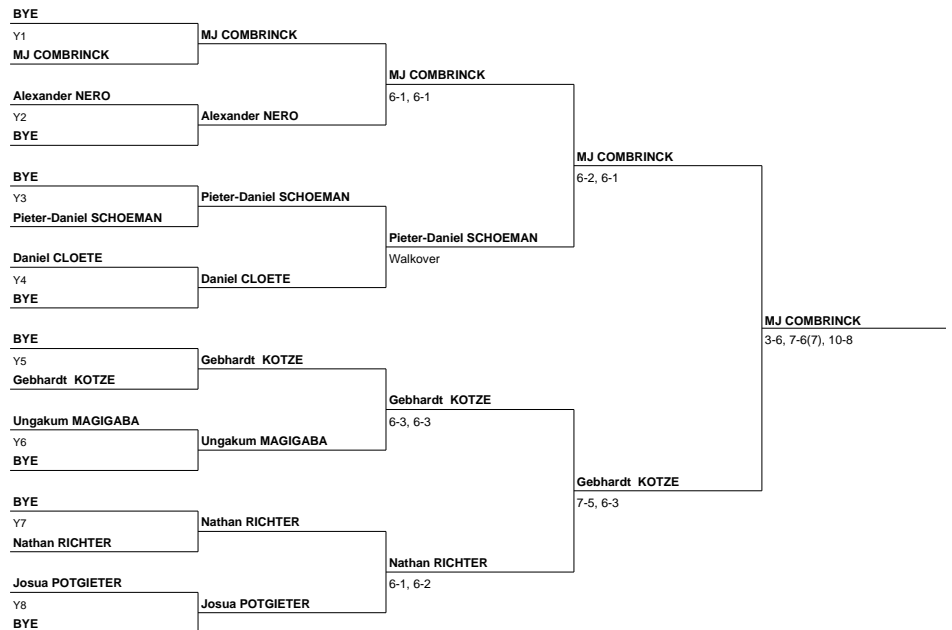 BYE
Y1
MJ COMBRINCK
MJ COMBRINCK
MJ COMBRINCK
6-1, 6-1
Alexander NERO
Y2
Alexander NERO
BYE
MJ COMBRINCK
6-2, 6-1
BYE
Y3
Pieter-Daniel SCHOEMAN
Pieter-Daniel SCHOEMAN
Pieter-Daniel SCHOEMAN
Walkover
Daniel CLOETE
Y4
Daniel CLOETE
BYE
MJ COMBRINCK
3-6, 7-6(7), 10-8
BYE
Y5
Gebhardt KOTZE
Gebhardt KOTZE
Gebhardt KOTZE
6-3, 6-3
Ungakum MAGIGABA
Y6
Ungakum MAGIGABA
BYE
Gebhardt KOTZE
7-5, 6-3
BYE
Y7
Nathan RICHTER
Nathan RICHTER
Nathan RICHTER
6-1, 6-2
Josua POTGIETER
Y8
Josua POTGIETER
BYE